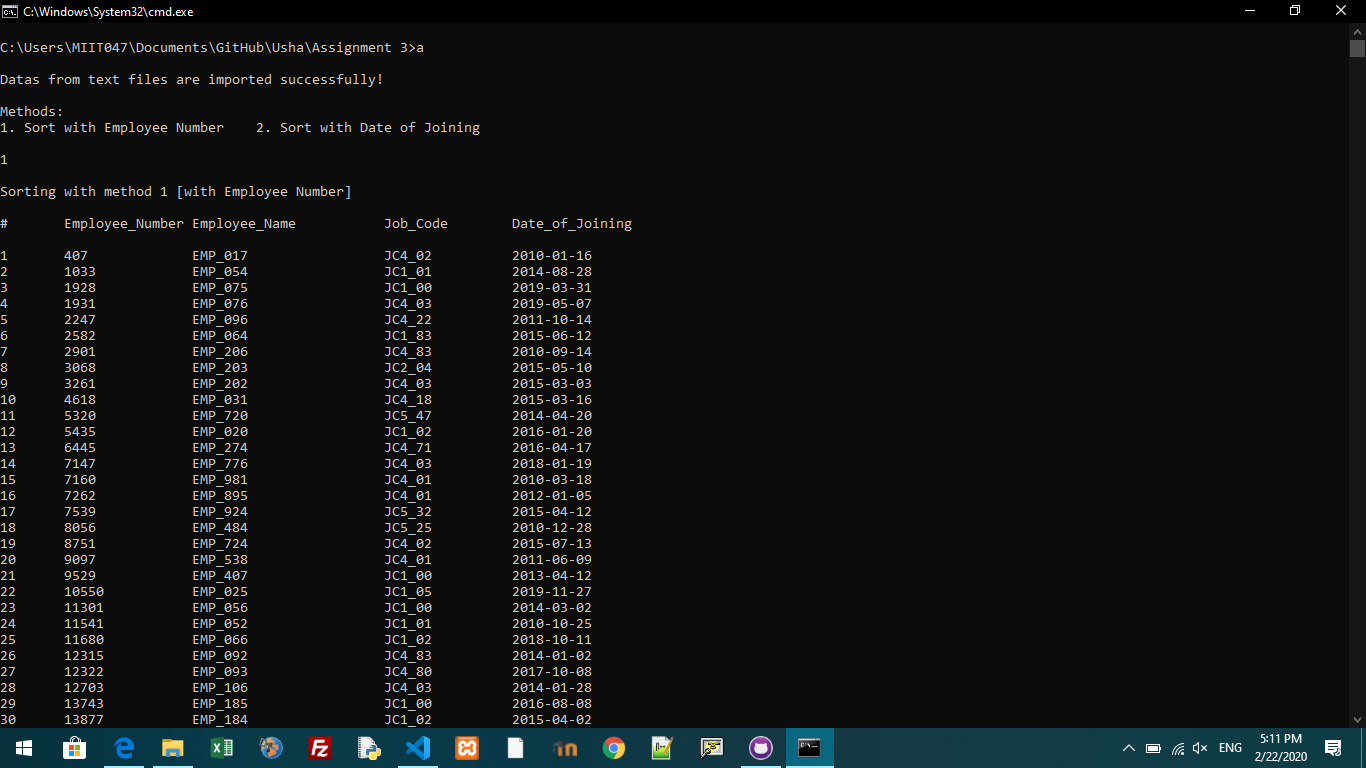 C:\Windows\System32\cmd.exe
C:\Users\MIIT047\Documents\GitHub\Usha\Assignment 3>a
Datas from text files are imported successfully!
Methods:
1. Sort with Employee Number    2. Sort with Date of Joining
1
Sorting with method 1 [with Employee Number]
#       Employee_Number Employee_Name           Job_Code        Date_of_Joining
1       407             EMP_017                 JC4_02          2010-01-16
2       1033            EMP_054                 JC1_01          2014-08-28
3       1928            EMP_075                 JC1_00          2019-03-31
4       1931            EMP_076                 JC4_03          2019-05-07
5       2247            EMP_096                 JC4_22          2011-10-14
6       2582            EMP_064                 JC1_83          2015-06-12
7       2901            EMP_206                 JC4_83          2010-09-14
8       3068            EMP_203                 JC2_04          2015-05-10
9       3261            EMP_202                 JC4_03          2015-03-03
10      4618            EMP_031                 JC4_18          2015-03-16
11      5320            EMP_720                 JC5_47          2014-04-20
12      5435            EMP_020                 JC1_02          2016-01-20
13      6445            EMP_274                 JC4_71          2016-04-17
14      7147            EMP_776                 JC4_03          2018-01-19
15      7160            EMP_981                 JC4_01          2010-03-18
16      7262            EMP_895                 JC4_01          2012-01-05
17      7539            EMP_924                 JC5_32          2015-04-12
18      8056            EMP_484                 JC5_25          2010-12-28
19      8751            EMP_724                 JC4_02          2015-07-13
20      9097            EMP_538                 JC4_01          2011-06-09
21      9529            EMP_407                 JC1_00          2013-04-12
22      10550           EMP_025                 JC1_05          2019-11-27
23      11301           EMP_056                 JC1_00          2014-03-02
24      11541           EMP_052                 JC1_01          2010-10-25
25      11680           EMP_066                 JC1_02          2018-10-11
26      12315           EMP_092                 JC4_83          2014-01-02
27      12322           EMP_093                 JC4_80          2017-10-08
28      12703           EMP_106                 JC4_03          2014-01-28
29      13743           EMP_185                 JC1_00          2016-08-08
30      13877           EMP_184                 JC1_02          2015-04-02
ENG
5:11 PM
2/22/2020